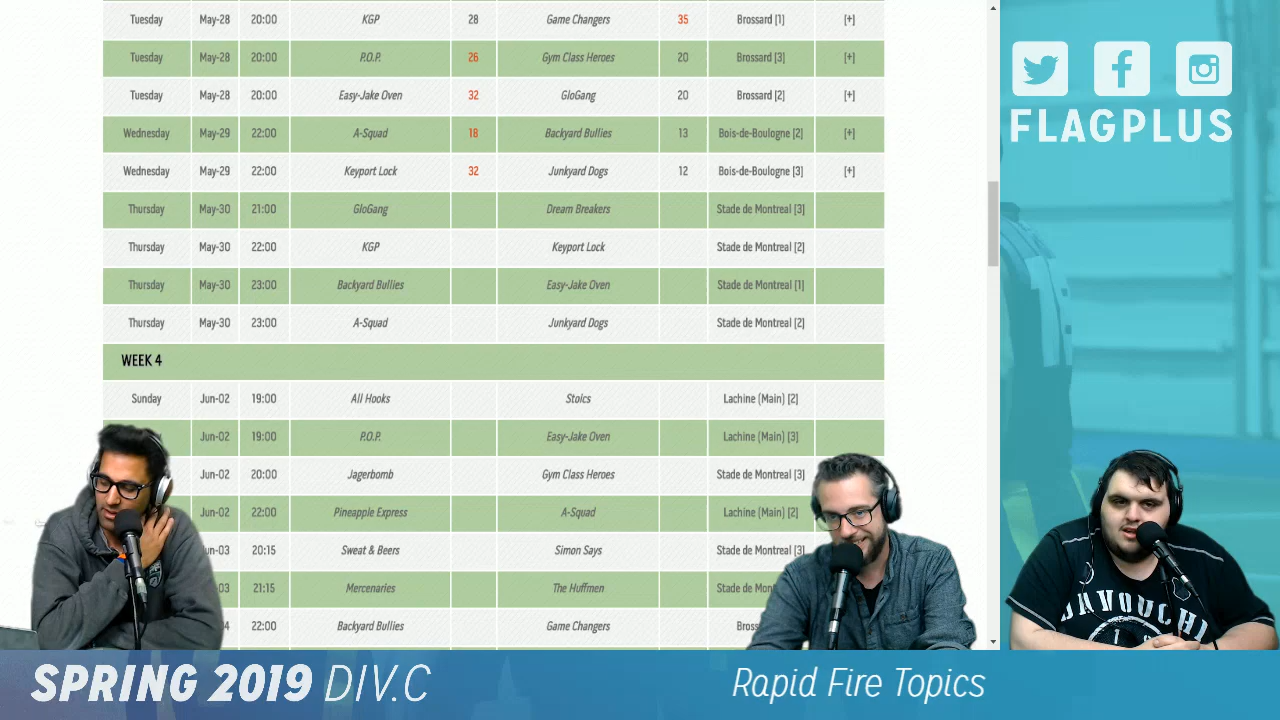 Tuesday May-28 20:00 KGP 28 Game Changers 35 Brossard [1] [+]
Tuesday May-28 20:00 P.O.P. 26 Gym Class Heroes 20 Brossard [3] [+]
Tuesday May-28 20:00 Easy-Jake Oven 32 GloGang 20 Brossard [2] [+]
Wednesday May-29 22:00 A-Squad 18 Backyard Bullies 13 Bois-de-Boulogne [2] [+]
Wednesday May-29 22:00 Keyport Lock 32 Junkyard Dogs 12 Bois-de-Boulogne [3] [+]
Thursday May-30 21:00 GloGang Dream Breakers Stade de Montreal [3]
Thursday May-30 22:00 KGP Keyport Lock Stade de Montreal [2]
Thursday May-30 23:00 Backyard Bullies Easy-Jake Oven Stade de Montreal [1]
Thursday May-30 23:00 A-Squad Junkyard Dogs Stade de Montreal [2]
WEEK 4
Sunday Jun-02 19:00 All Hooks Stoics Lachine (Main) [2]
Jun-02 19:00 P.O.P. Easy-Jake Oven Lachine (Main) [3]
Jun-02 20:00 Jagerbomb Gym Class Heroes Stade de Montreal [3]
Jun-02 22:00 Pineapple Express A-Squad Lachine (Main) [2]
un-03 20:15 Sweat & Beers Simon Says Stade de Montreal [3]
03 21:15 Mercenaries The Huffmen Stade de Mon
4 22:00 Backyard Bullies Game Changers Bross
FLAGPLUS
SPRING 2019 DIV.C
Rapid Fire Topics